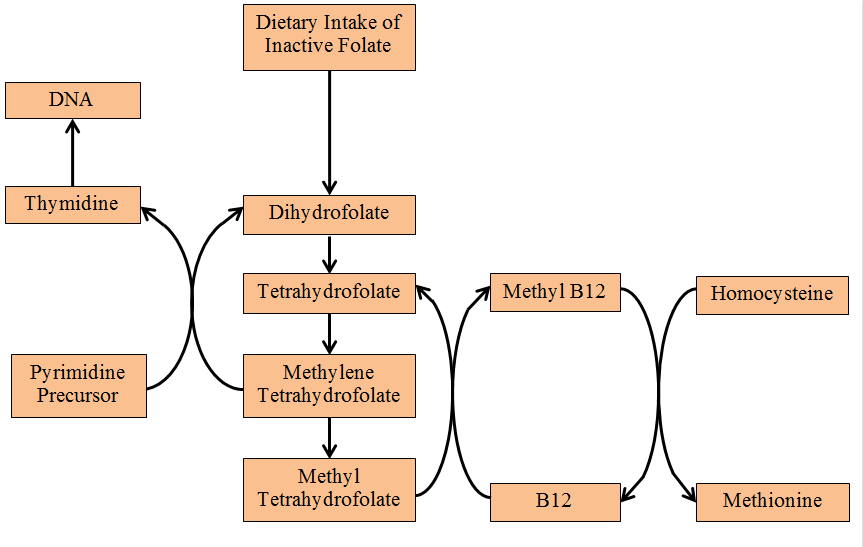 Dietary Intake of
Inactive Folate
DNA
Thymidine
Dihydrofolate
Tetrahydrofolate
Methyl B12
Homocysteine
Pyrimidine
Precursor
Methylene
Tetrahydrofolate
Methyl
Tetrahydrofolate
B12
Methionine